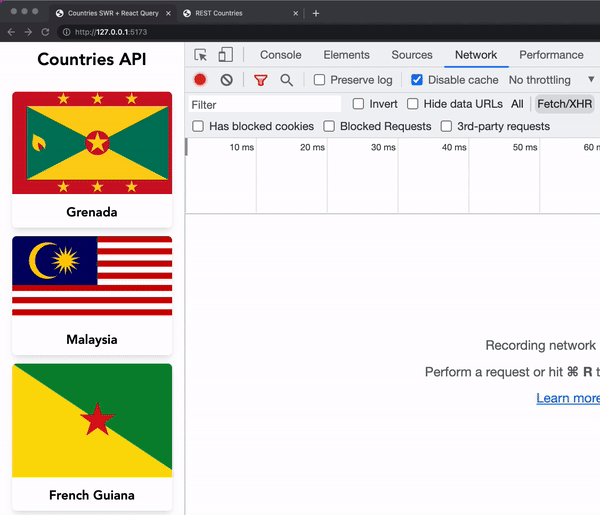 Countries SWR + React Query
REST Countries
http://127.0.0.1:5173
Countries API
Grenada
Malaysia
French Guiana
Console Elements Sources Network Performance
Preserve log Disable cache No throttling
Filter Invert Hide data URLs All Fetch/XHR
Has blocked cookies Blocked Requests 3rd-party requests
10 ms 20 ms 30 ms 40 ms 50 ms 60
Recording network
Perform a request or hit ⌘ R t
Learn more